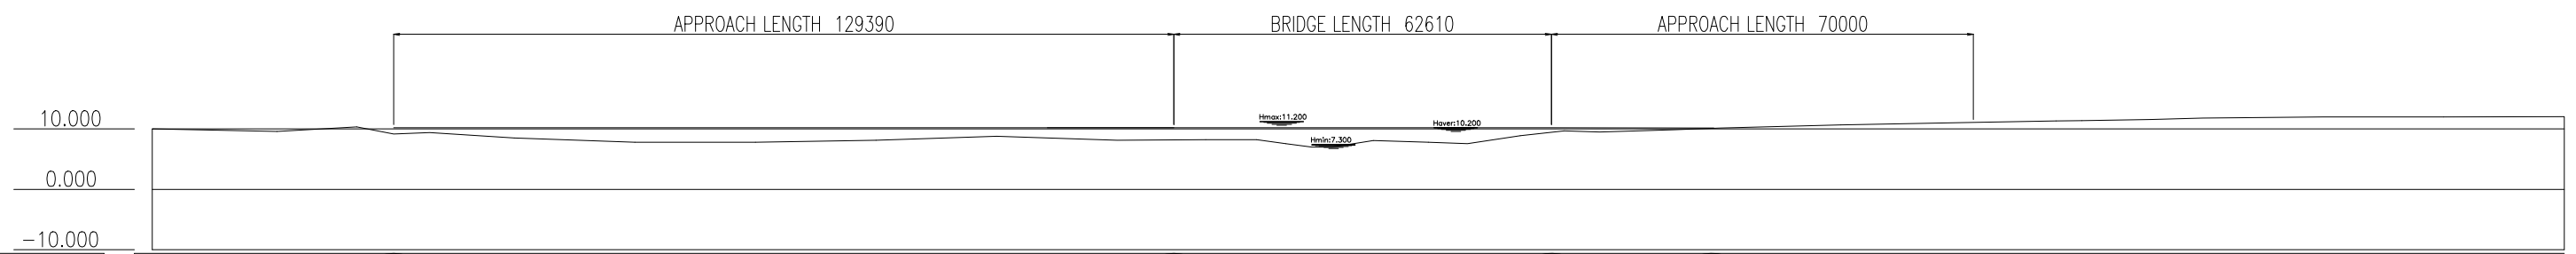 APPROACH LENGTH 129390
BRIDGE LENGTH 62610
APPROACH LENGTH 70000
10.000
Hmax:11.200
Haver:10.200
Hmin:7.300
0.000
-10.000